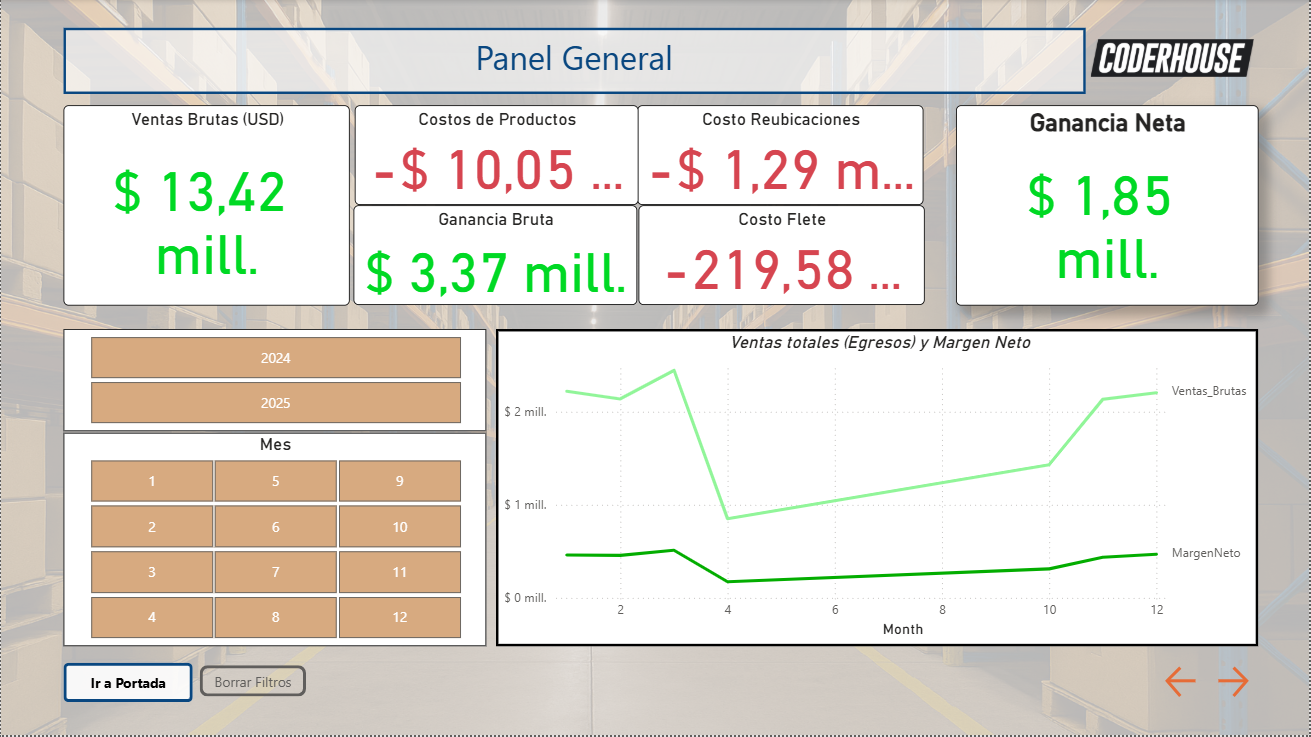 Panel General
CODERHOUSE
Ventas Brutas (USD)
$ 13,42
mill.
Costos de Productos
-$ 10,05 ...
Costo Reubicaciones
-$ 1,29 m...
Ganancia Bruta
$ 3,37 mill.
Costo Flete
-219,58 ...
Ganancia Neta
$ 1,85
mill.
2024
2025
Mes
1 5 9
2 6 10
3 7 11
4 8 12
Ventas totales (Egresos) y Margen Neto
Ventas_Brutas
$ 2 mill.
$ 1 mill.
MargenNeto
$ 0 mill.
2 4 6 8 10 12
Month
Ir a Portada
Borrar Filtros